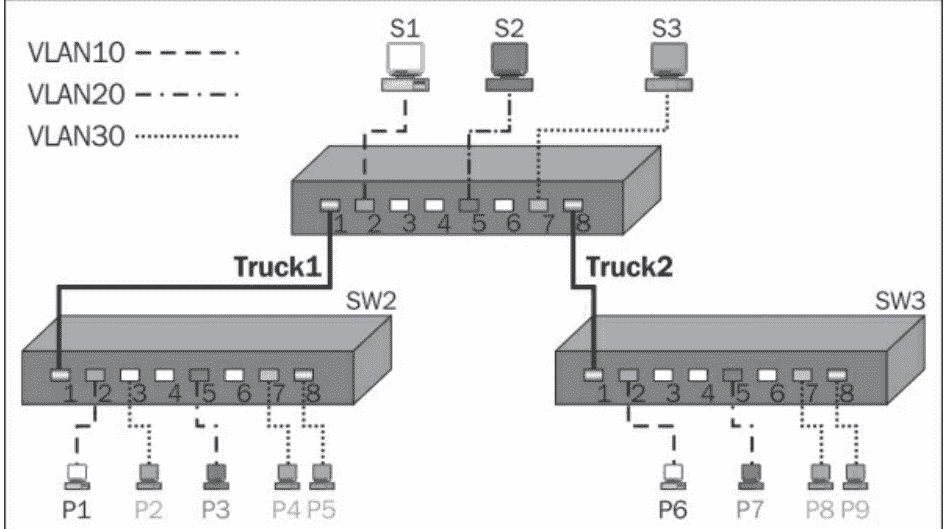 VLAN10
VLAN20
VLAN30
S1 S2 S3
1 2 3 4 5 6 7 8
Truck1 Truck2
SW2 SW3
1 2 3 4 5 6 7 8
1 2 3 4 5 6 7 8
P1 P2 P3 P4 P5
P6 P7 P8 P9